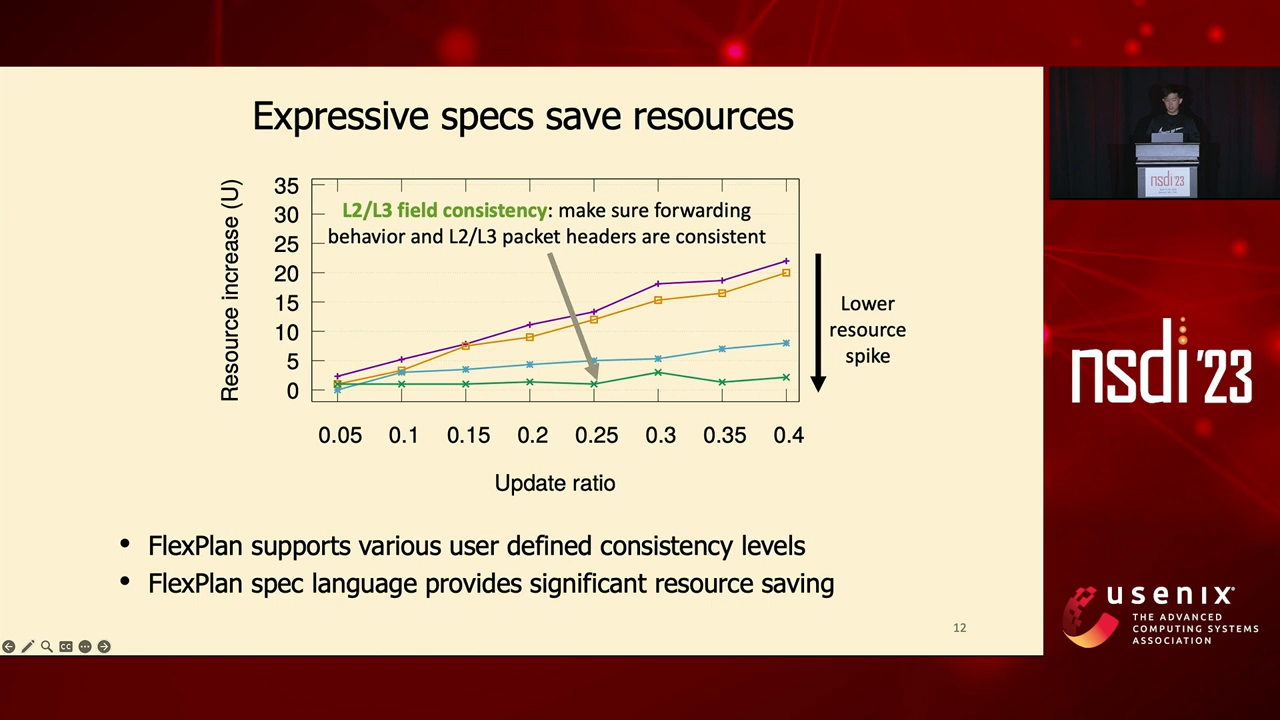 Expressive specs save resources
Resource increase (U)
35
30
25
20
15
10
5
0
L2/L3 field consistency: make sure forwarding
behavior and L2/L3 packet headers are consistent
Lower
resource
spike
0.05 0.1 0.15 0.2 0.25 0.3 0.35 0.4
Update ratio
• FlexPlan supports various user defined consistency levels
• FlexPlan spec language provides significant resource saving
12
nsdi '23
nsdi '23
usenix
THE ADVANCED
COMPUTING SYSTEMS
ASSOCIATION